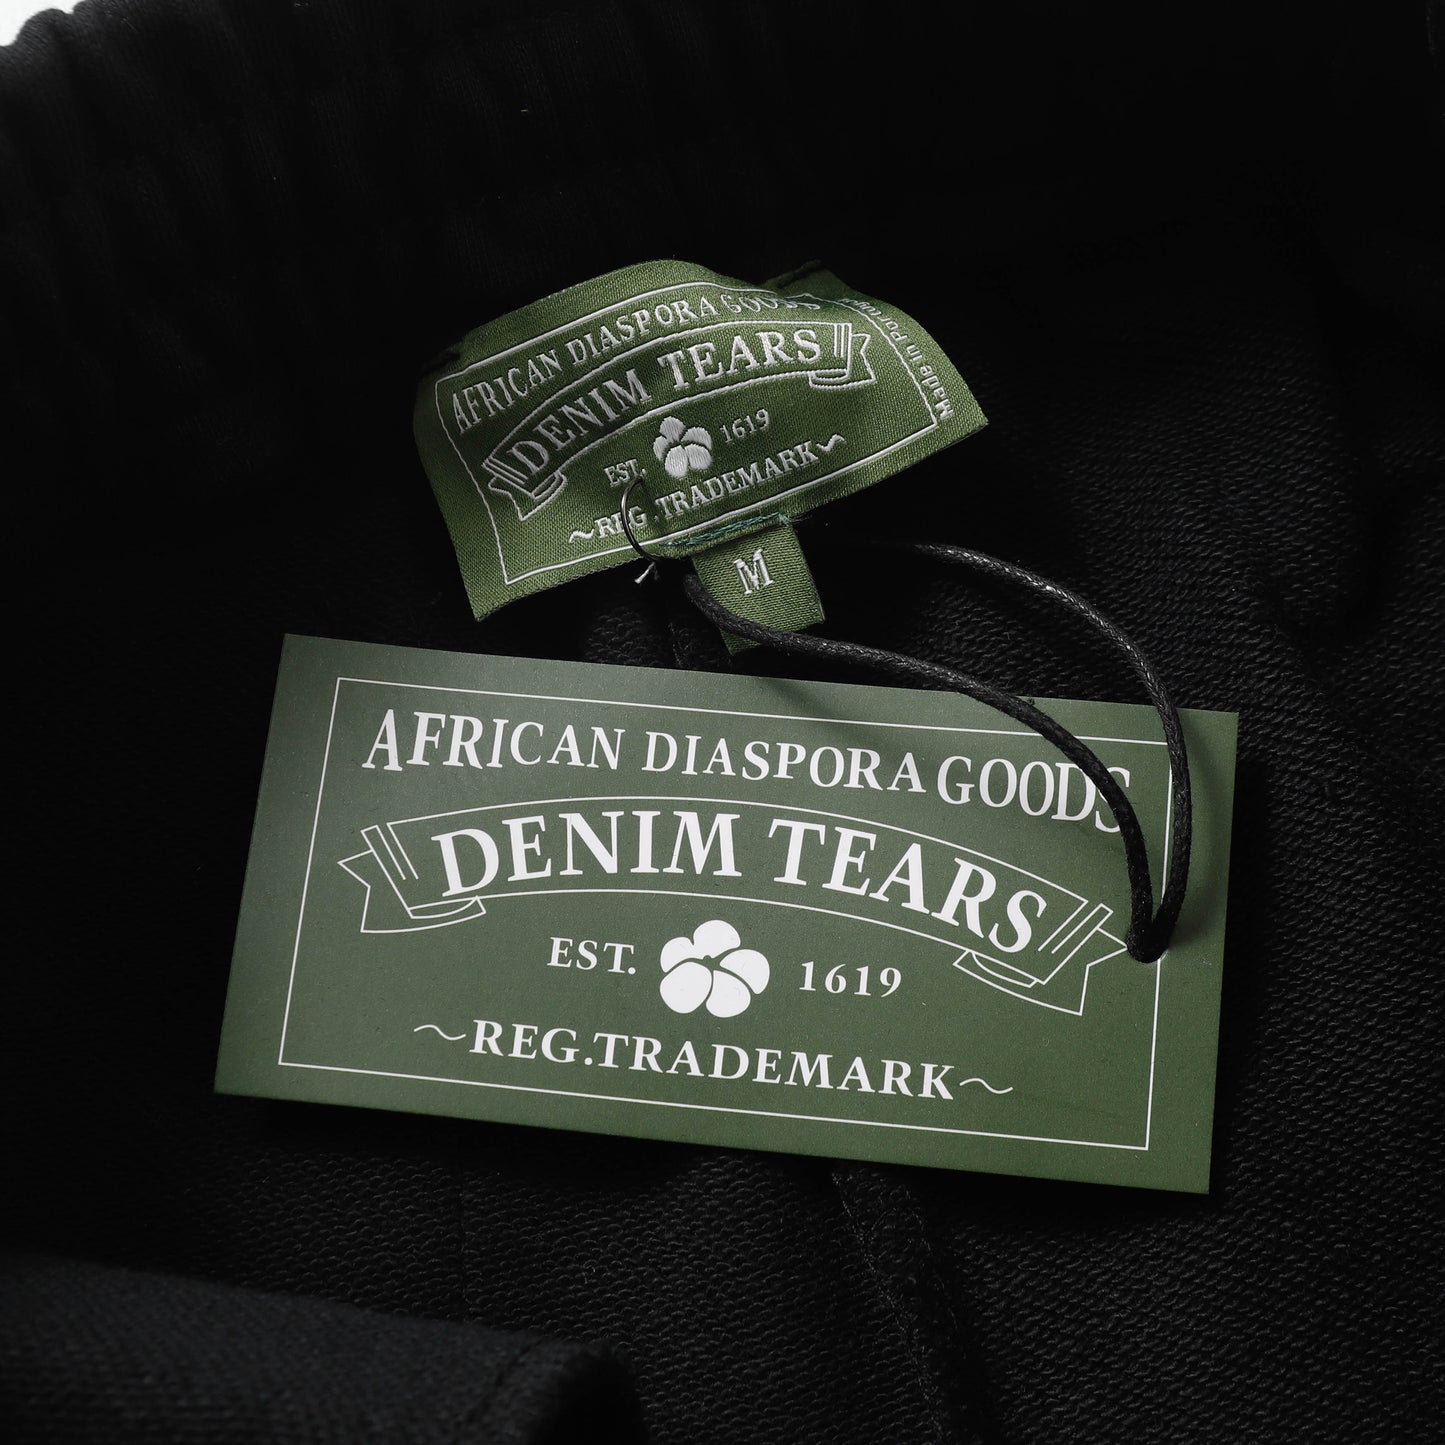 AFRICAN DIASPORA GOODS
DENIM TEARS
EST. 1619
~REG.TRADEMARK~
Made in Portugal
M
AFRICAN DIASPORA GOODS
DENIM TEARS
EST. 1619
~REG.TRADEMARK~